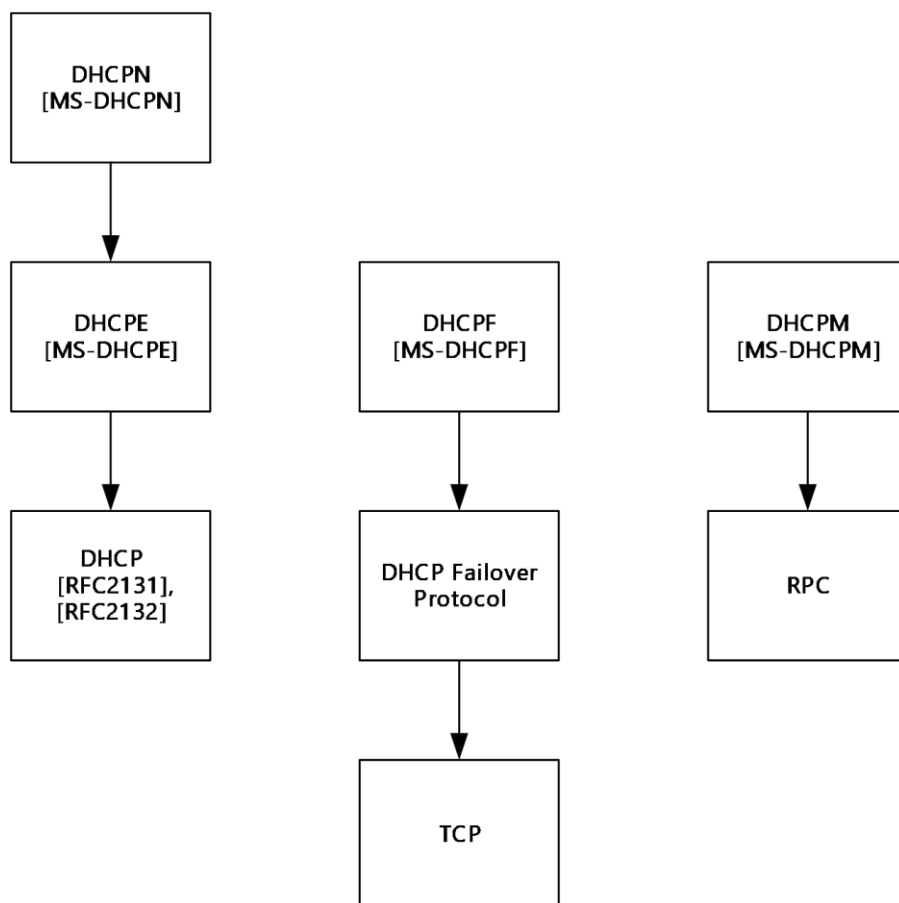 DHCPN
[MS-DHCPN]
DHCPE
[MS-DHCPE]
DHCPF
[MS-DHCPF]
DHCPM
[MS-DHCPM]
DHCP
[RFC2131],
[RFC2132]
DHCP Failover
Protocol
RPC
TCP